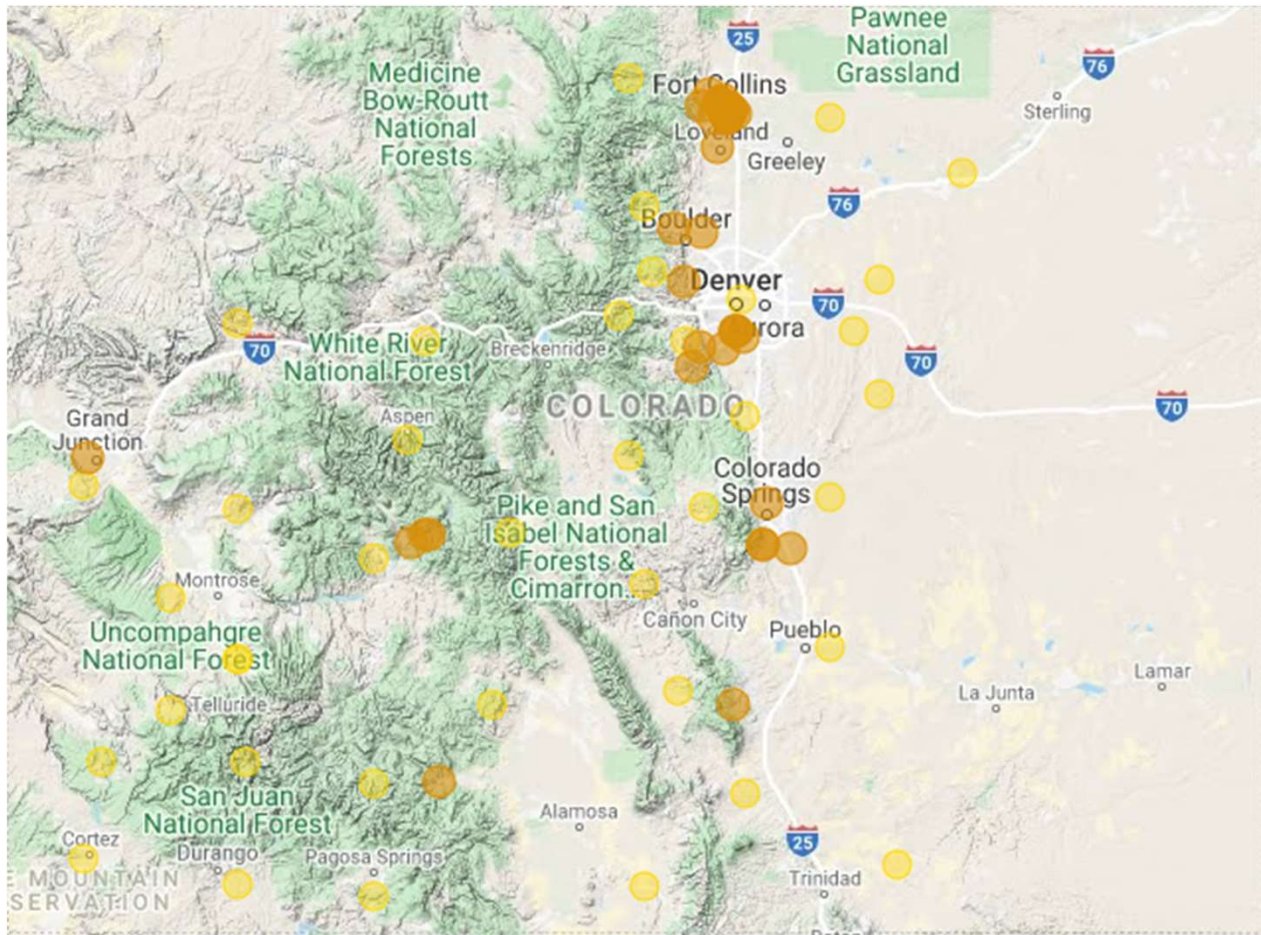 Pawnee
National
Grassland
25
76
Medicine
Bow-Routt
National
Forests
Fort Collins
Sterling
Loveland
Greeley
76
Boulder
Denver
70
Aurora
70
White River
National Forest
Breckenridge
70
COLORADO
70
Aspen
Grand
Junction
Colorado
Springs
Pike and San
Isabel National
Forests &
Cimarron...
Montrose
Cañon City
Pueblo
Uncompahgre
National Forest
Lamar
La Junta
Telluride
San Juan
National Forest
Alamosa
25
Cortez
Durango
Pagosa Springs
E MOUNTAIN
SERVATION
Trinidad